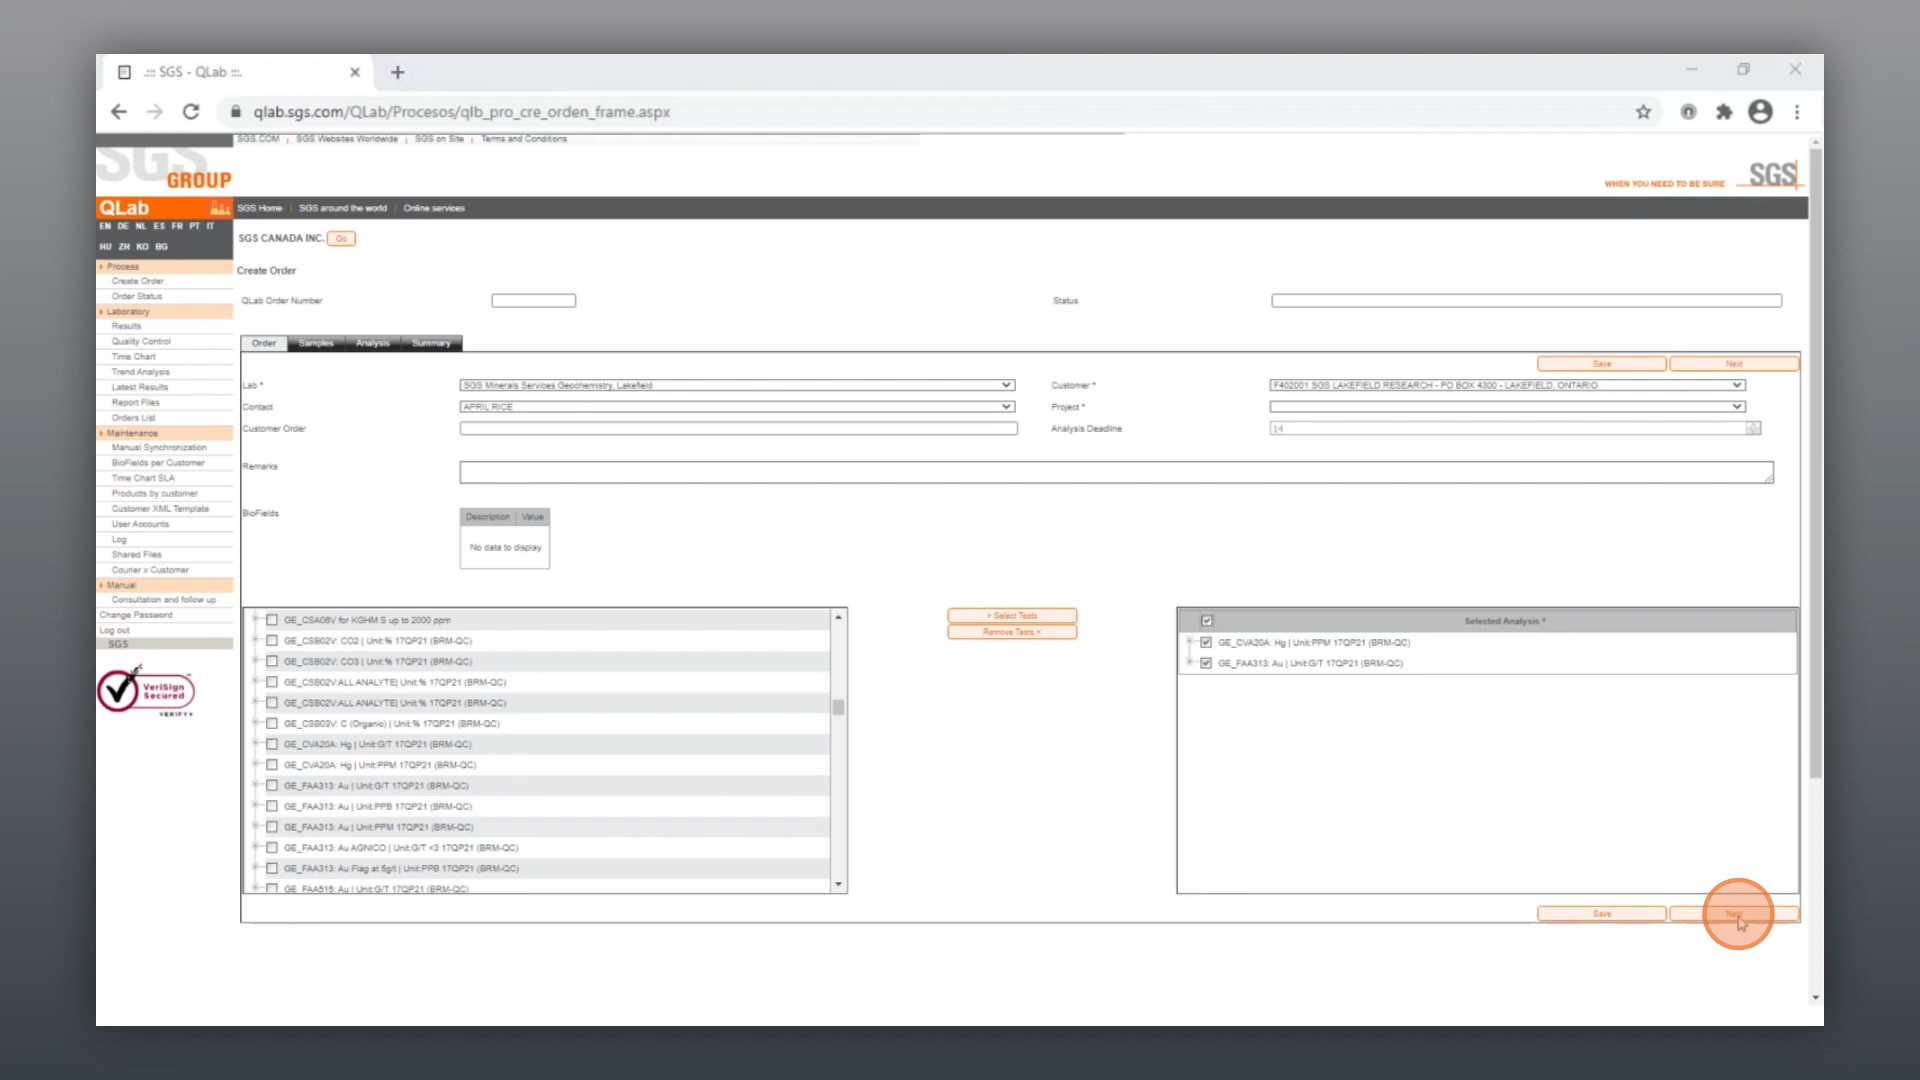 .::: SGS - QLab :::.
qlab.sgs.com/QLab/Procesos/qlb_pro_cre_orden_frame.aspx
SGS.COM | SGS Websites Worldwide | SGS on Site | Terms and Conditions
SGS
GROUP
WHEN YOU NEED TO BE SURE
SGS
QLab
SGS Home | SGS around the world | Online services
EN DE NL ES FR PT IT
HU ZH KO BG
SGS CANADA INC. Go
Process
Create Order
Order Status
Laboratory
Results
Quality Control
Time Chart
Trend Analysis
Latest Results
Report Files
Orders List
Maintenance
Manual Synchronization
BioFields per Customer
Time Chart SLA
Products by customer
Customer XML Template
User Accounts
Log
Shared Files
Courier x Customer
Manual
Consultation and follow up
Change Password
Log out
SGS
VeriSign
Secured
VERIFY
Create Order
QLab Order Number
Status
Order Samples Analysis Summary
Save Next
Lab * SGS Minerals Services Geochemistry, Lakefield
Customer * F402001 SGS LAKEFIELD RESEARCH - PO BOX 4300 - LAKEFIELD, ONTARIO
Contact APRIL RICE
Project *
Customer Order
Analysis Deadline 14
Remarks
BioFields
Description Value
No data to display
GE_CSA06V for KGHM S up to 2000 ppm
GE_CSB02V: CO2 | Unit:% 17QP21 (BRM-QC)
GE_CSB02V: CO3 | Unit:% 17QP21 (BRM-QC)
GE_CSB02V:ALL ANALYTE| Unit:% 17QP21 (BRM-QC)
GE_CSB02V:ALL ANALYTE| Unit:% 17QP21 (BRM-QC)
GE_CSB03V: C (Organic) | Unit:% 17QP21 (BRM-QC)
GE_CVA20A: Hg | Unit:G/T 17QP21 (BRM-QC)
GE_CVA20A: Hg | Unit:PPM 17QP21 (BRM-QC)
GE_FAA313: Au | Unit:G/T 17QP21 (BRM-QC)
GE_FAA313: Au | Unit:PPB 17QP21 (BRM-QC)
GE_FAA313: Au | Unit:PPM 17QP21 (BRM-QC)
GE_FAA313: Au AGNICO | Unit:G/T <3 17QP21 (BRM-QC)
GE_FAA313: Au Flag at 5g/t | Unit:PPB 17QP21 (BRM-QC)
GE_FAA515: Au | Unit:G/T 17QP21 (BRM-QC)
> Select Tests
Remove Tests <
Selected Analysis *
GE_CVA20A: Hg | Unit:PPM 17QP21 (BRM-QC)
GE_FAA313: Au | Unit:G/T 17QP21 (BRM-QC)
Save Next